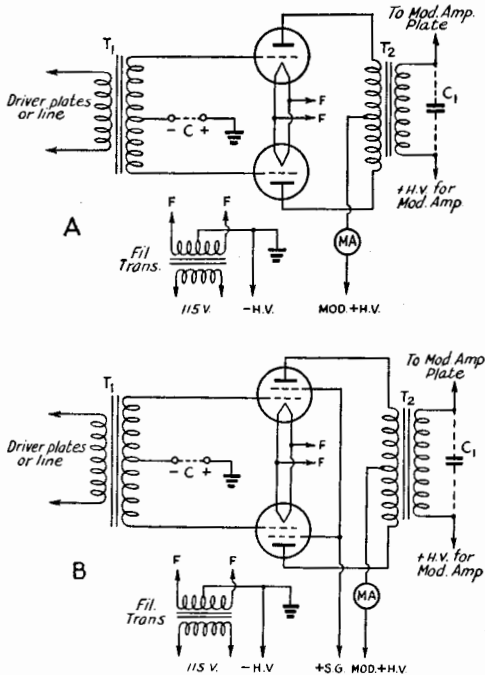 To Mod. Amp.
Plate
T1
T2
Driver plates
or line
- C +
F
F
C1
+ H.V. for
Mod. Amp.
A
F
F
MA
Fil
Trans.
115 V.
-H.V.
MOD.+H.V.
To Mod Amp
Plate
T1
T2
Driver plates
or line
- C +
F
F
C1
+H.V. for
Mod. Amp
B
F
F
MA
Fil.
Trans
115 V.
-H.V
+S.G.
MOD.+H.V.